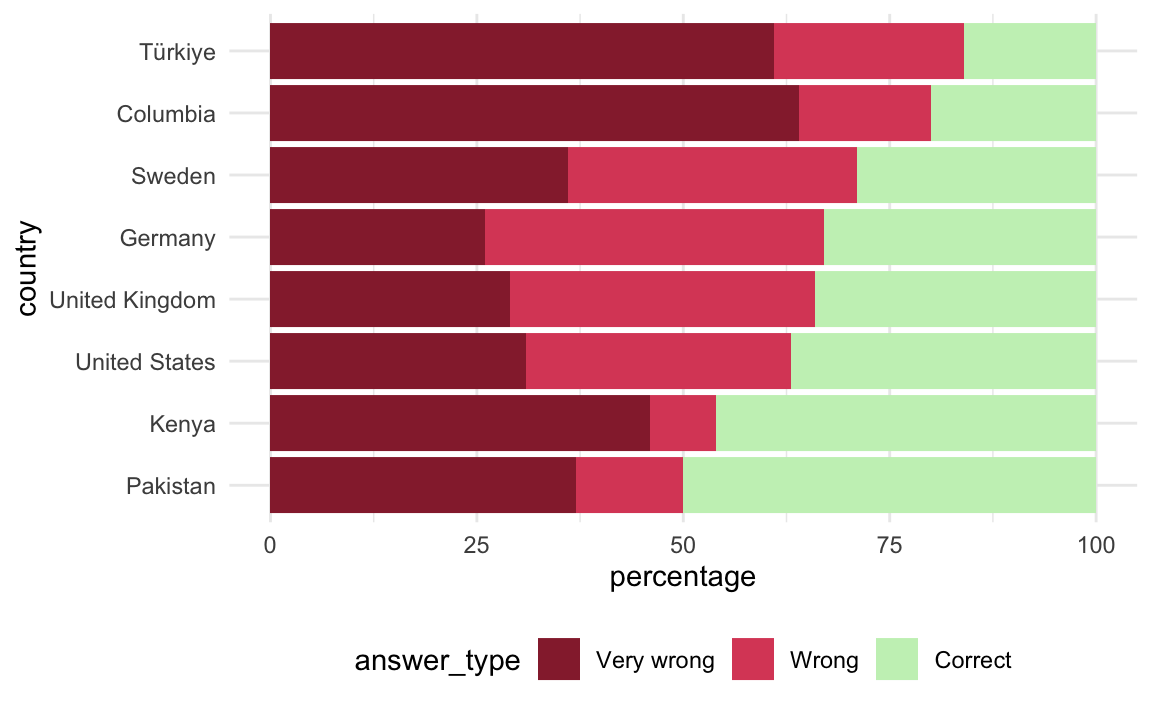 Türkiye
Columbia
Sweden
Germany
United Kingdom
United States
Kenya
Pakistan
country
0 25 50 75 100
percentage
answer_type Very wrong Wrong Correct